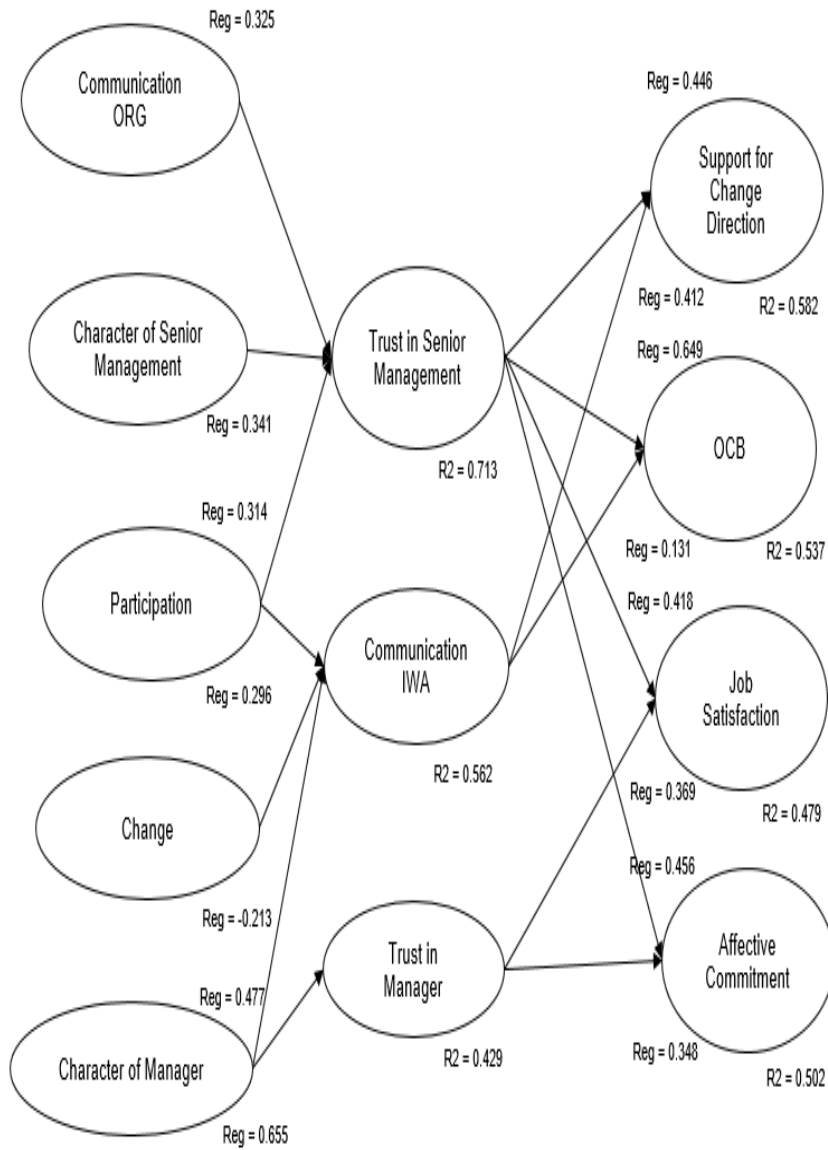 Reg = 0.325
Communication
ORG
Reg = 0.446
Support for
Change
Direction
Reg = 0.412
R2 = 0.582
Character of Senior
Management
Reg = 0.341
Trust in Senior
Management
R2 = 0.713
Reg = 0.649
OCB
Reg = 0.131
R2 = 0.537
Reg = 0.314
Participation
Reg = 0.296
Communication
IWA
R2 = 0.562
Reg = 0.418
Job
Satisfaction
Reg = 0.369
R2 = 0.479
Change
Reg = -0.213
Reg = 0.477
Character of Manager
Reg = 0.655
Trust in
Manager
R2 = 0.429
Reg = 0.456
Affective
Commitment
Reg = 0.348
R2 = 0.502